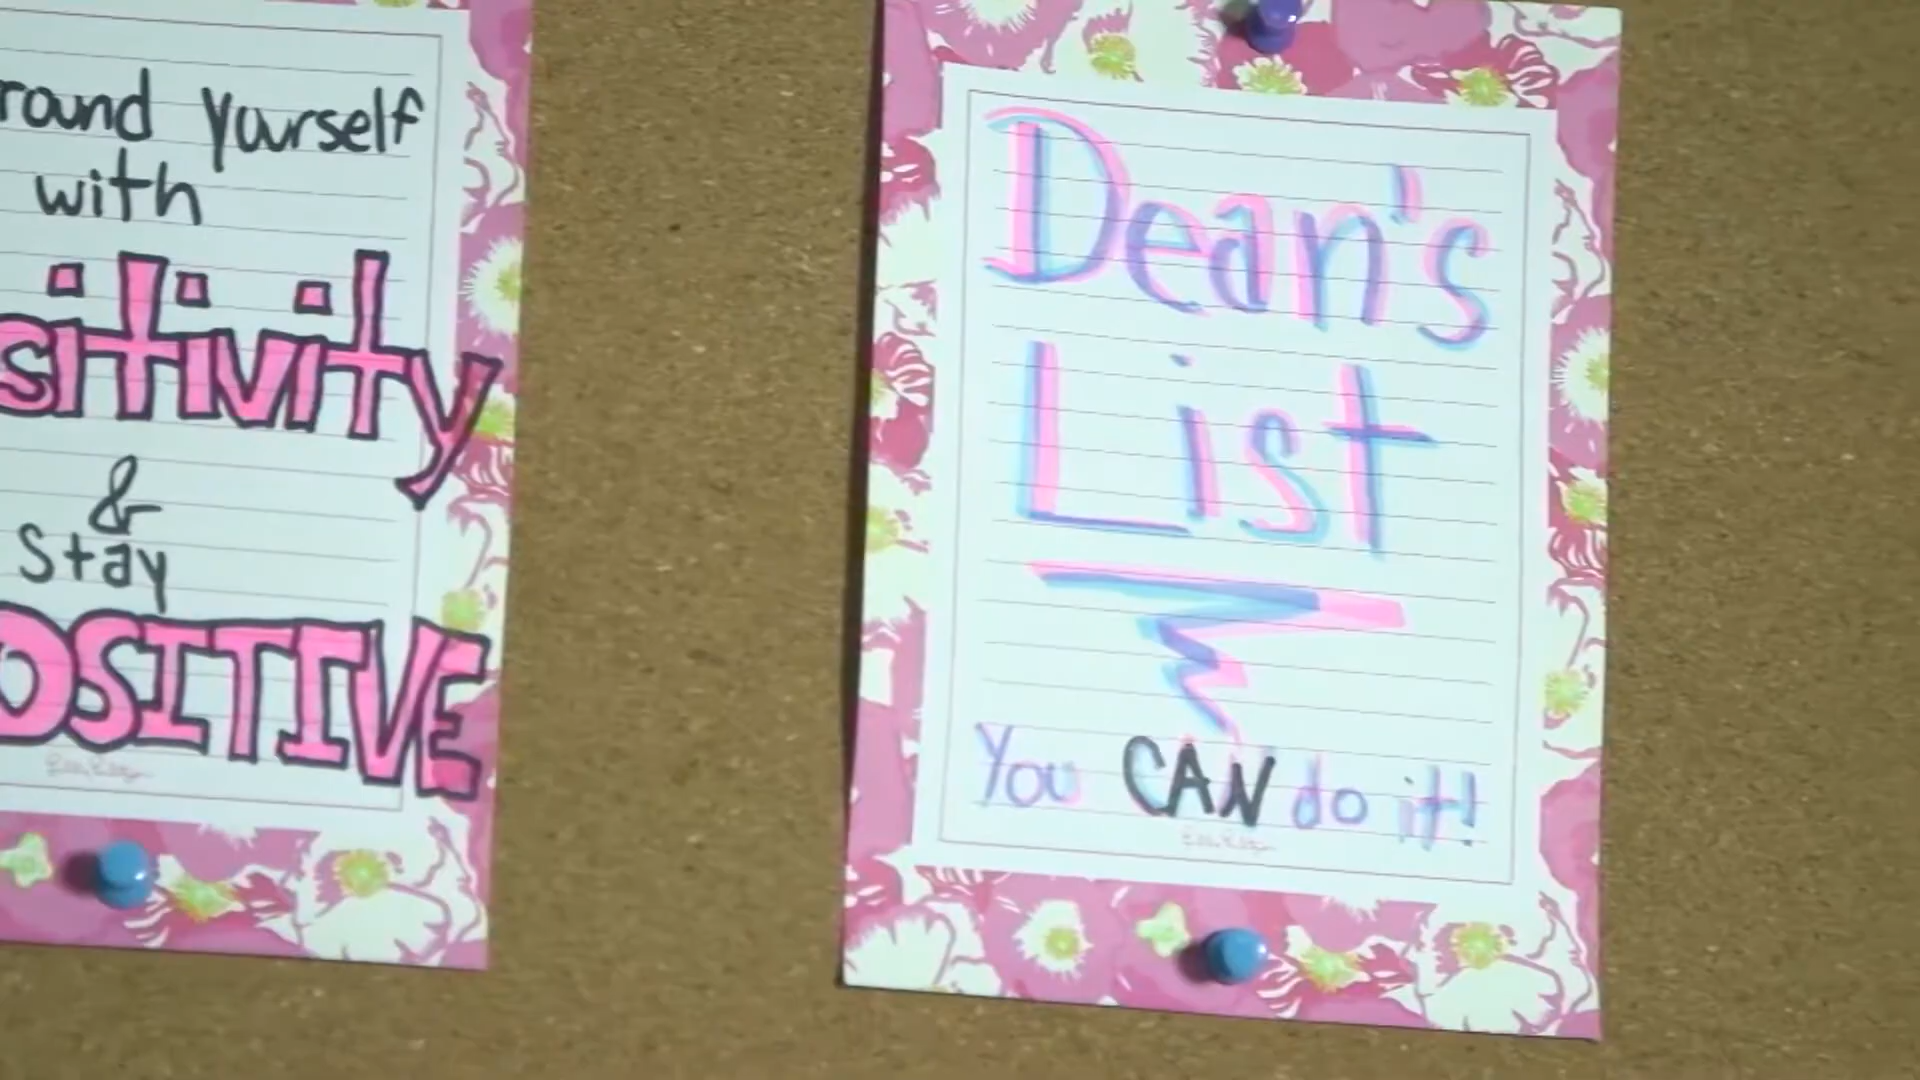 round yourself
with
sitivity
&
Stay
OSITIVE
Dean's
List
You CAN do it!